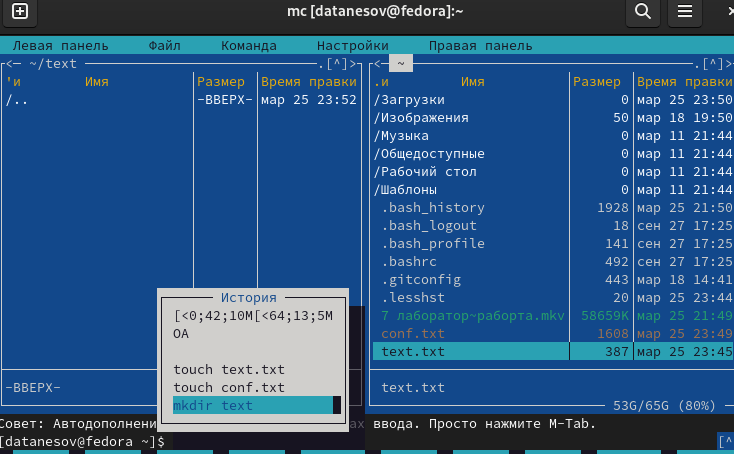 mc [datanesov@fedora]:~
Левая панель Файл Команда Настройки Правая панель
<— ~/text .[^]>
'и Имя Размер Время правки
/.. -ВВЕРХ- мар 25 23:52
-ВВЕРХ-
<— ~ .[^]>
.и Имя Размер Время правки
/Загрузки 0 мар 25 23:50
/Изображения 50 мар 18 19:50
/Музыка 0 мар 11 21:44
/Общедоступные 0 мар 11 21:44
/Рабочий стол 0 мар 11 21:44
/Шаблоны 0 мар 11 21:44
.bash_history 1928 мар 25 21:50
.bash_logout 18 сен 27 17:25
.bash_profile 141 сен 27 17:25
.bashrc 492 сен 27 17:25
.gitconfig 443 мар 18 14:41
.lesshst 20 мар 25 23:44
7 лаборатор~раборта.mkv 58659K мар 25 21:49
conf.txt 1608 мар 25 23:49
text.txt 387 мар 25 23:45
text.txt
53G/65G (80%)
История
[<0;42;10M[<64;13;5M
OA
touch text.txt
touch conf.txt
mkdir text
Совет: Автодополнени ах ввода. Просто нажмите M-Tab.
[datanesov@fedora ~]$ [^